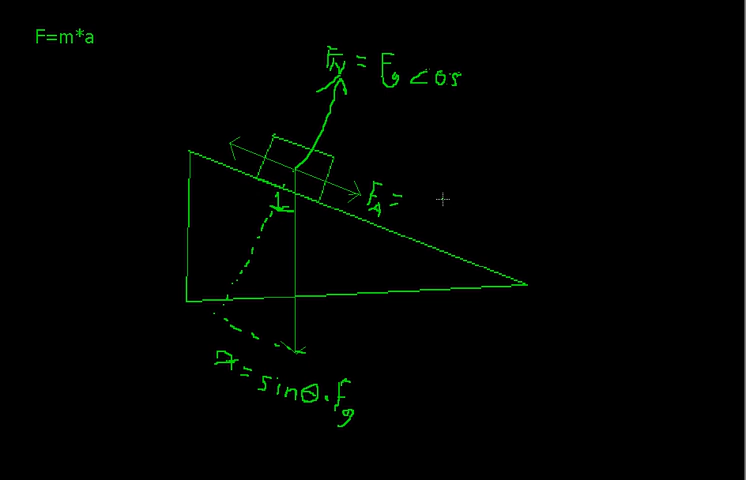 F=m*a
FN = Fg cos
FA =
= sinθ.Fg